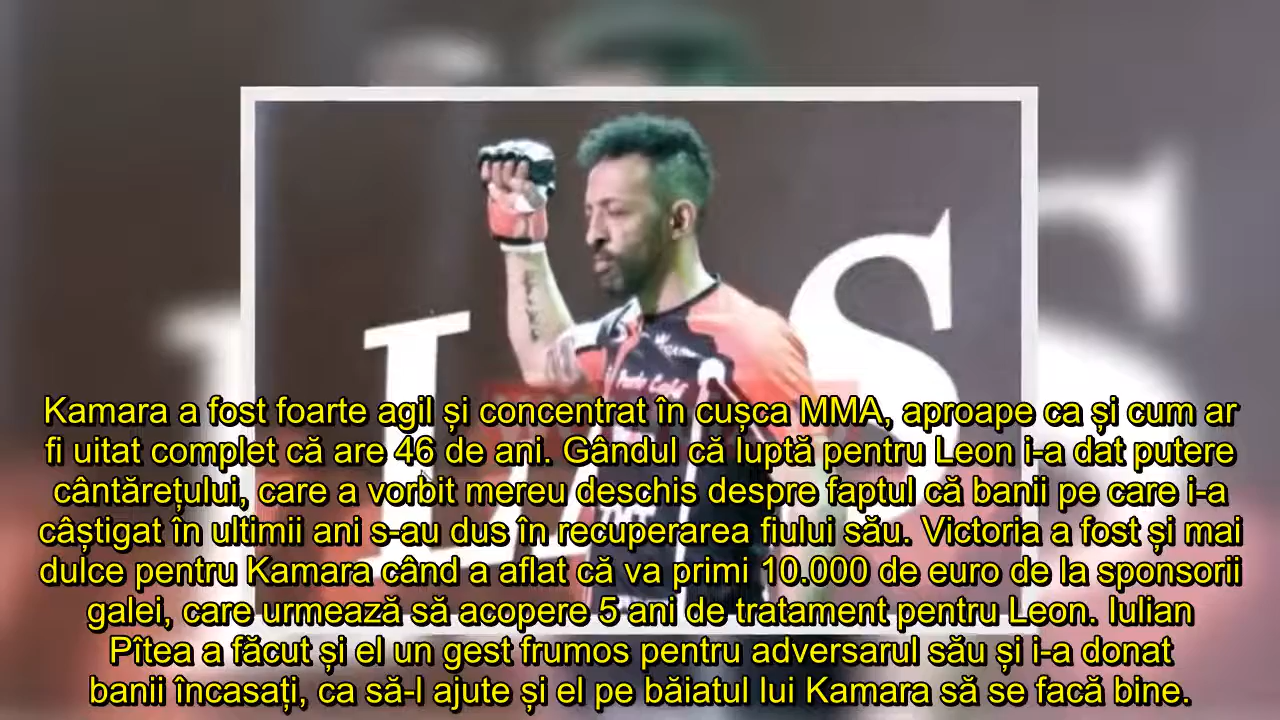 Kamara a fost foarte agil și concentrat în cușca MMA, aproape ca și cum ar
fi uitat complet că are 46 de ani. Gândul că luptă pentru Leon i-a dat putere
cântărețului, care a vorbit mereu deschis despre faptul că banii pe care i-a
câștigat în ultimii ani s-au dus în recuperarea fiului său. Victoria a fost și mai
dulce pentru Kamara când a aflat că va primi 10.000 de euro de la sponsorii
galei, care urmează să acopere 5 ani de tratament pentru Leon. Iulian
Pîtea a făcut și el un gest frumos pentru adversarul său și i-a donat
banii încasați, ca să-l ajute și el pe băiatul lui Kamara să se facă bine.